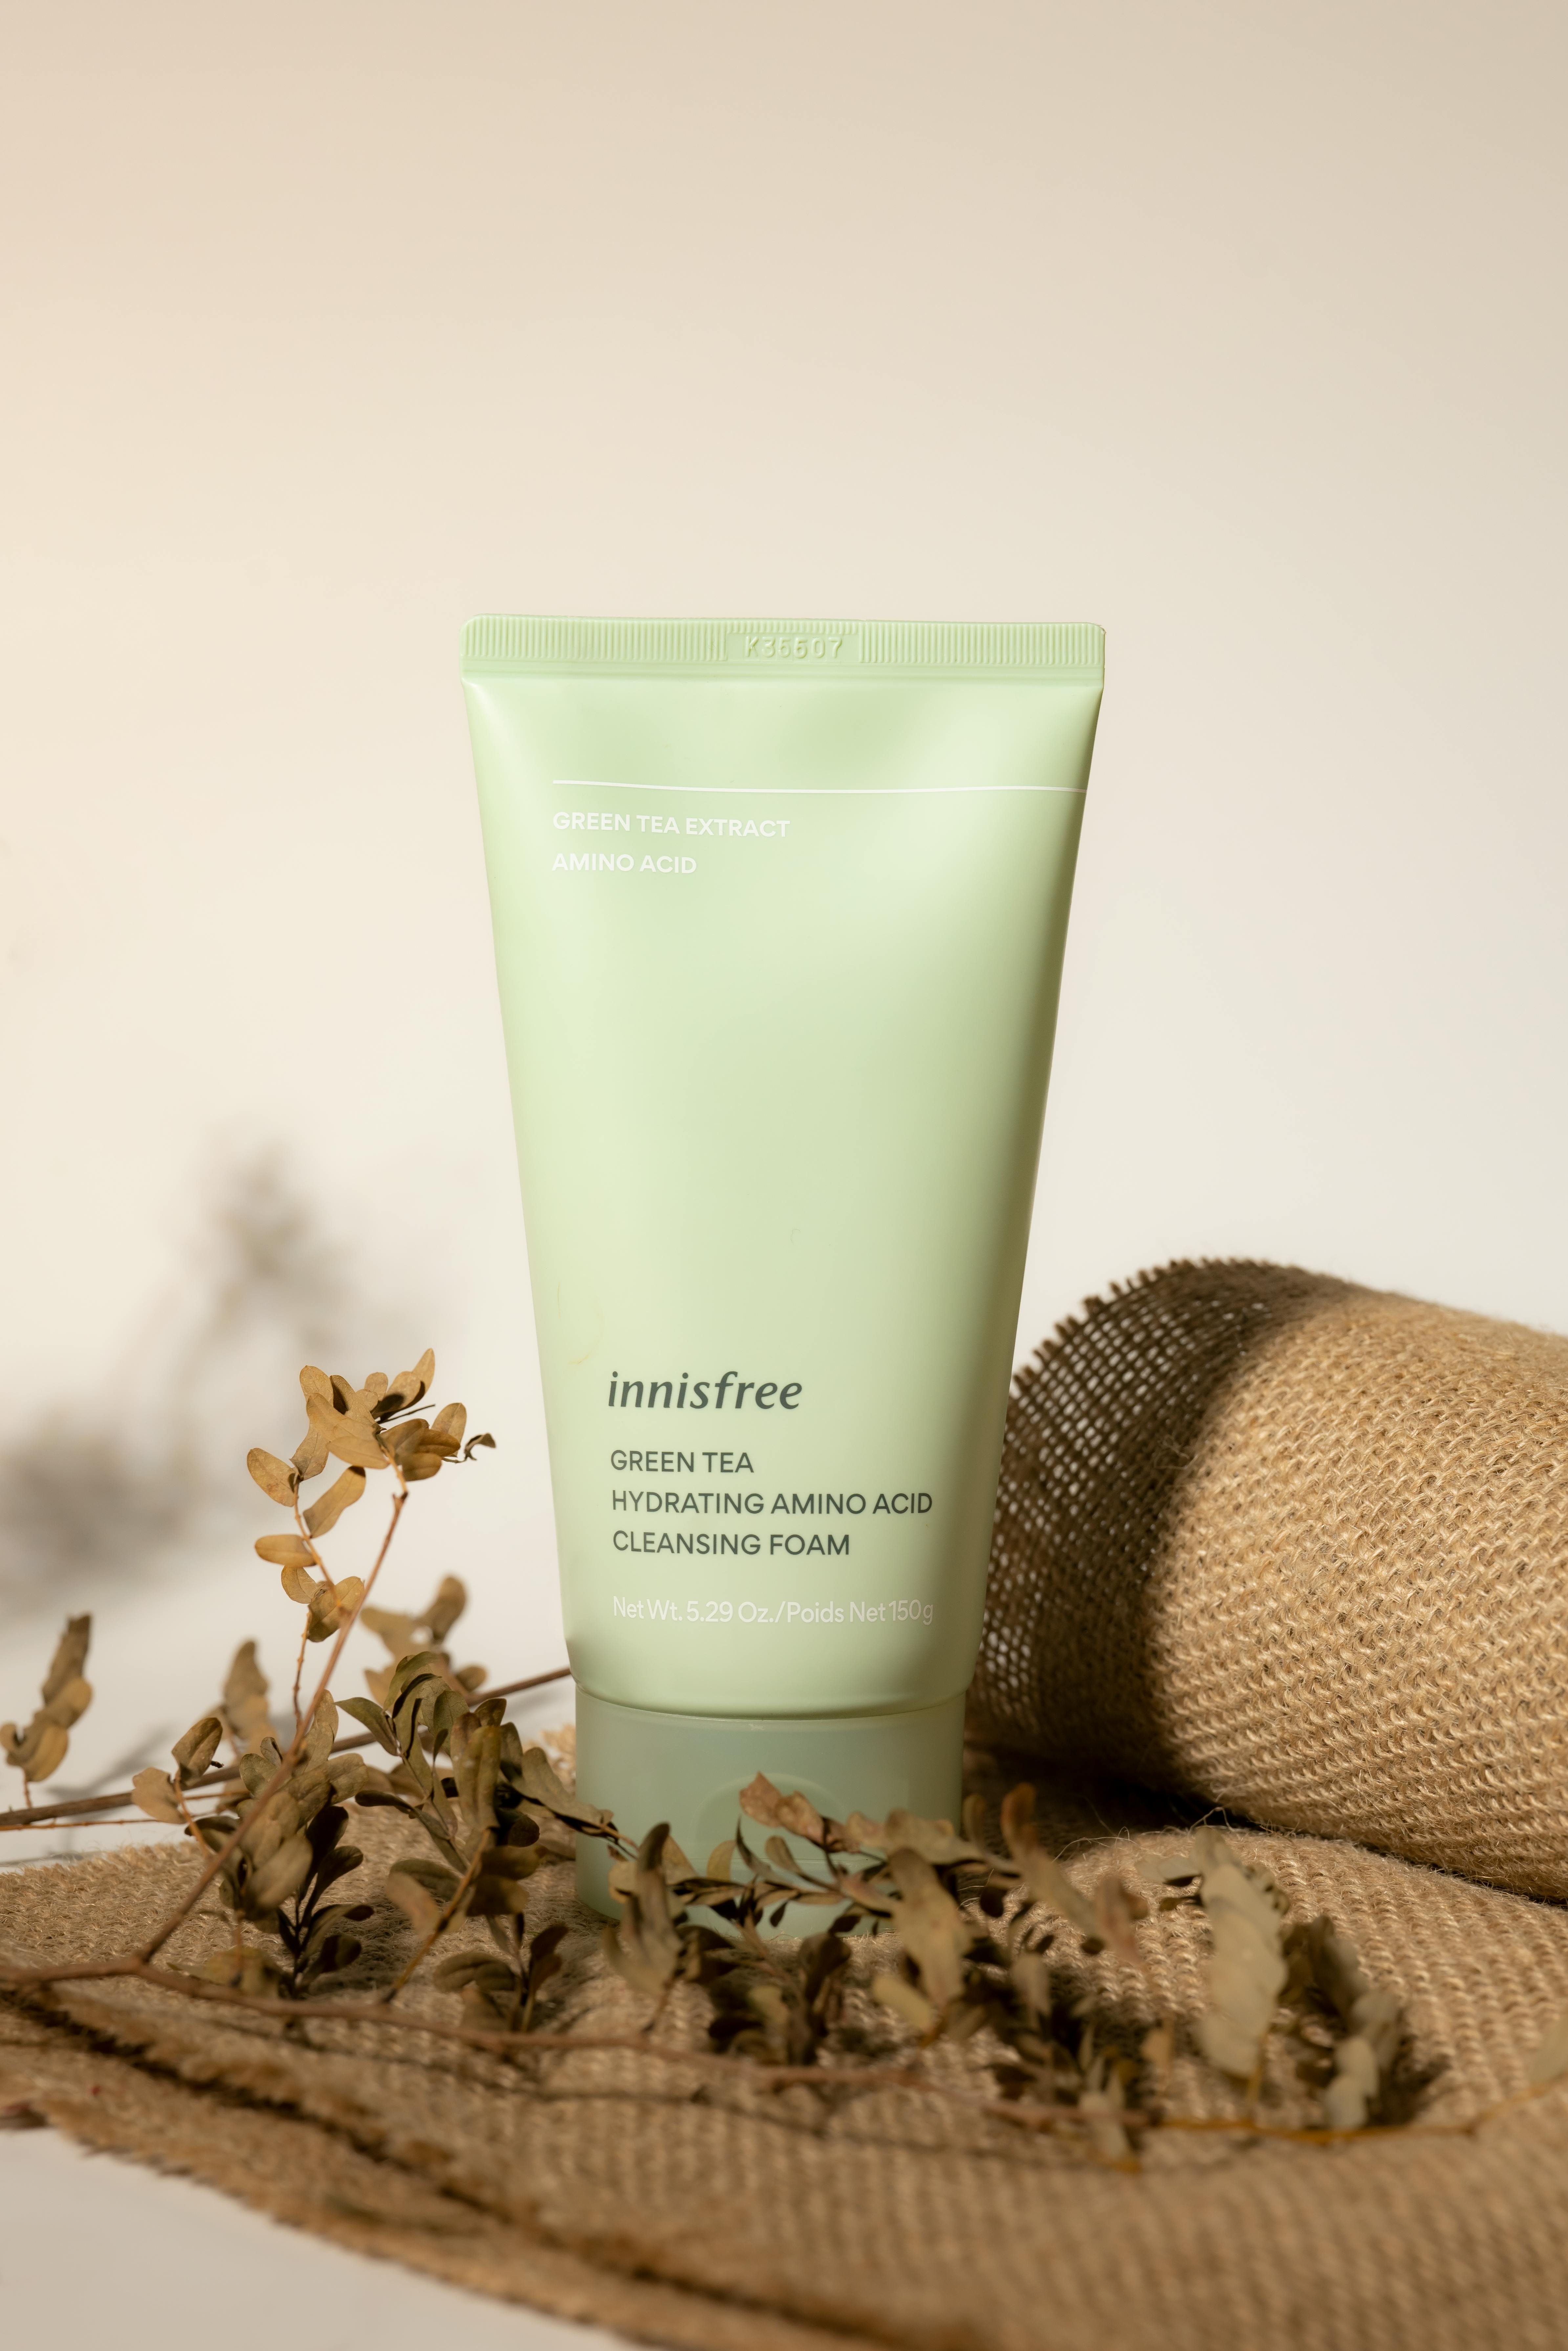 K35507
GREEN TEA EXTRACT
AMINO ACID
innisfree
GREEN TEA
HYDRATING AMINO ACID
CLEANSING FOAM
Net Wt. 5.29 Oz./Poids Net 150g